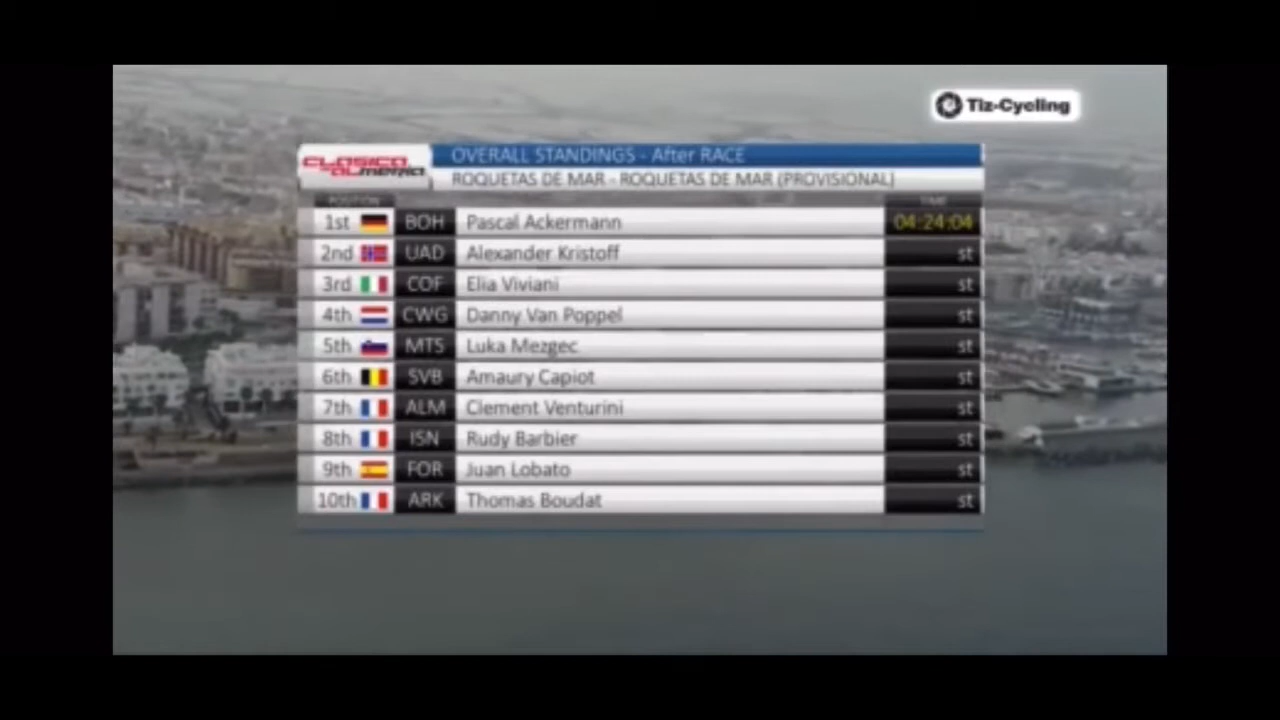 Tiz-Cycling
CLASICA ALMERIA
OVERALL STANDINGS - After RACE
ROQUETAS DE MAR - ROQUETAS DE MAR (PROVISIONAL)
POSITION TIME
1st BOH Pascal Ackermann 04:24:04
2nd UAD Alexander Kristoff st
3rd COF Elia Viviani st
4th CWG Danny Van Poppel st
5th MTS Luka Mezgec st
6th SVB Amaury Capiot st
7th ALM Clement Venturini st
8th ISN Rudy Barbier st
9th FOR Juan Lobato st
10th ARK Thomas Boudat st